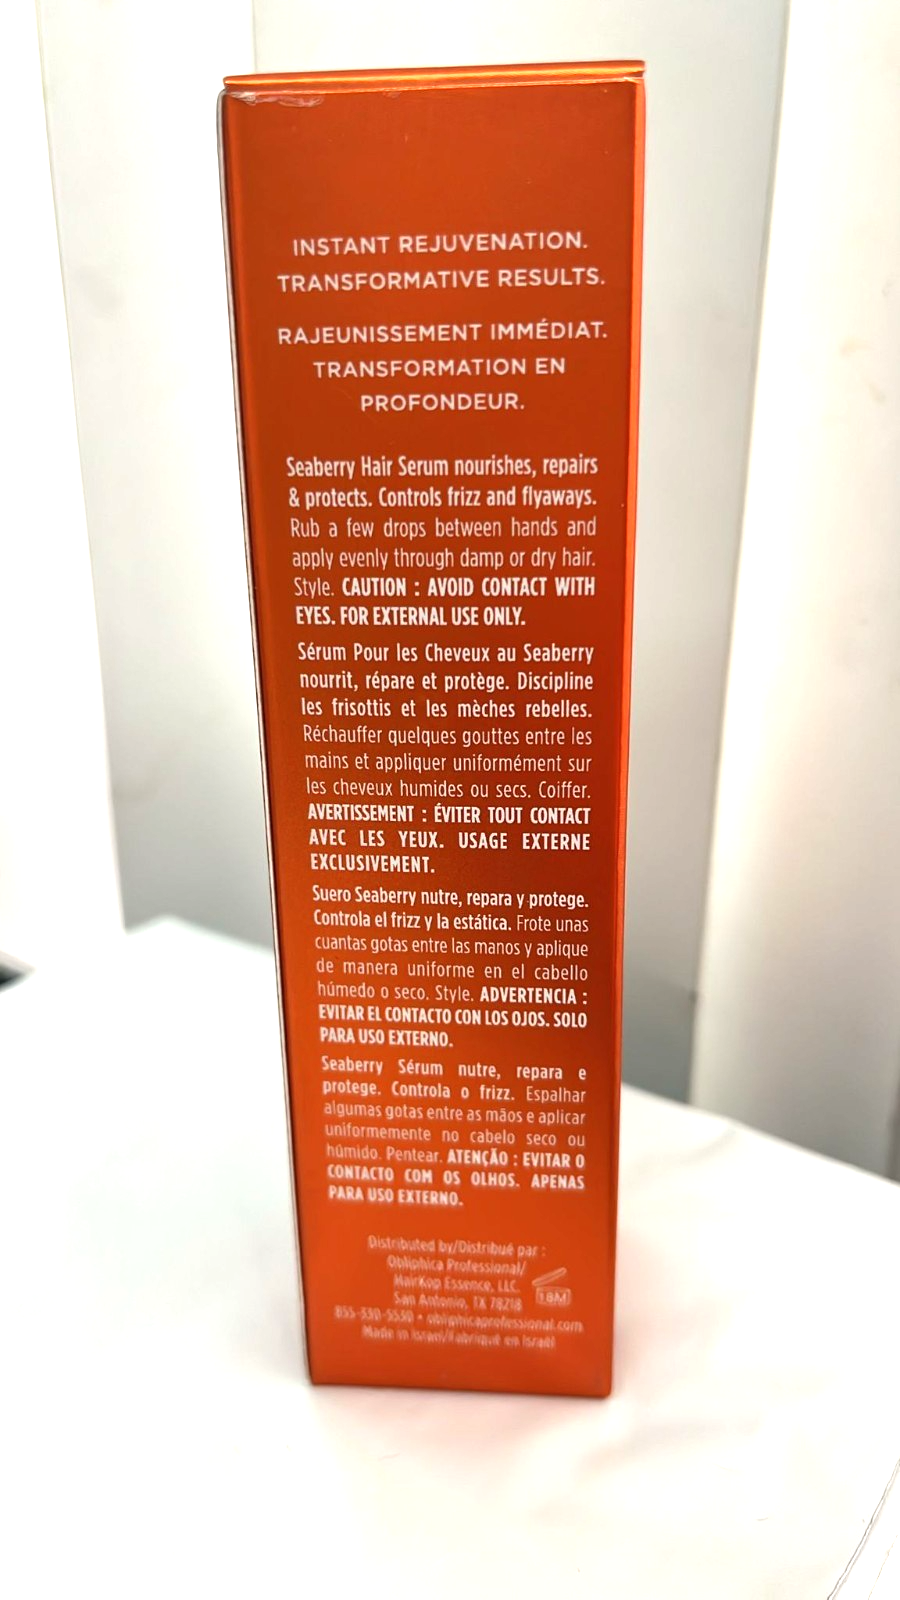 INSTANT REJUVENATION.
TRANSFORMATIVE RESULTS.
RAJEUNISSEMENT IMMÉDIAT.
TRANSFORMATION EN
PROFONDEUR.
Seaberry Hair Serum nourishes, repairs
& protects. Controls frizz and flyaways.
Rub a few drops between hands and
apply evenly through damp or dry hair.
Style. CAUTION : AVOID CONTACT WITH
EYES. FOR EXTERNAL USE ONLY.
Sérum Pour les Cheveux au Seaberry
nourrit, répare et protège. Discipline
les frisottis et les mèches rebelles.
Réchauffer quelques gouttes entre les
mains et appliquer uniformément sur
les cheveux humides ou secs. Coiffer.
AVERTISSEMENT : ÉVITER TOUT CONTACT
AVEC LES YEUX. USAGE EXTERNE
EXCLUSIVEMENT.
Suero Seaberry nutre, repara y protege.
Controla el frizz y la estática. Frote unas
cuantas gotas entre las manos y aplique
de manera uniforme en el cabello
húmedo o seco. Style. ADVERTENCIA :
EVITAR EL CONTACTO CON LOS OJOS. SOLO
PARA USO EXTERNO.
Seaberry Sérum nutre, repara e
protege. Controla o frizz. Espalhar
algumas gotas entre as mãos e aplicar
uniformemente no cabelo seco ou
húmido. Pentear. ATENÇÃO : EVITAR O
CONTACTO COM OS OLHOS. APENAS
PARA USO EXTERNO.
Distributed by/Distribué par :
Obliphica Professional/
HairKop Essence, LLC.
San Antonio, TX 78218
18M
855-330-5530 • obliphicaprofessional.com
Made in Israel/Fabriqué en Israël